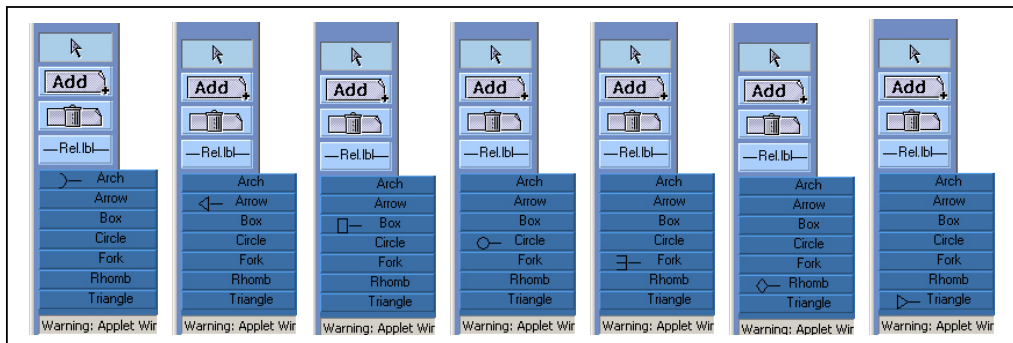 Add
Rel.lbl
Arch
Arrow
Box
Circle
Fork
Rhomb
Triangle
Warning: Applet Wir
Add
Rel.lbl
Arch
Arrow
Box
Circle
Fork
Rhomb
Triangle
Warning: Applet Wir
Add
Rel.lbl
Arch
Arrow
Box
Circle
Fork
Rhomb
Triangle
Warning: Applet Wir
Add
Rel.lbl
Arch
Arrow
Box
Circle
Fork
Rhomb
Triangle
Warning: Applet Wir
Add
Rel.lbl
Arch
Arrow
Box
Circle
Fork
Rhomb
Triangle
Warning: Applet Wir
Add
Rel.lbl
Arch
Arrow
Box
Circle
Fork
Rhomb
Triangle
Warning: Applet Wir
Add
Rel.lbl
Arch
Arrow
Box
Circle
Fork
Rhomb
Triangle
Warning: Applet Wir